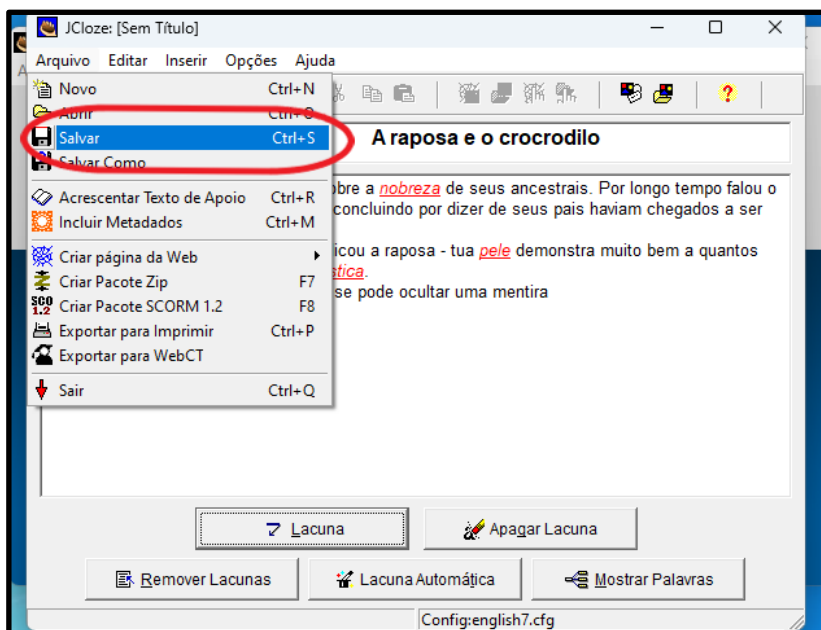 JCloze: [Sem Título]
Arquivo Editar Inserir Opções Ajuda
Novo Ctrl+N
Abrir Ctrl+O
Salvar Ctrl+S
Salvar Como
Acrescentar Texto de Apoio Ctrl+R
Incluir Metadados Ctrl+M
Criar página da Web
Criar Pacote Zip F7
SCO 1.2 Criar Pacote SCORM 1.2 F8
Exportar para Imprimir Ctrl+P
Exportar para WebCT
Sair Ctrl+Q
A raposa e o crocrodilo
nobreza de seus ancestrais. Por longo tempo falou o
concluindo por dizer de seus pais haviam chegados a ser
icou a raposa - tua pele demonstra muito bem a quantos
stica.
se pode ocultar uma mentira
Lacuna
Apagar Lacuna
Remover Lacunas
Lacuna Automática
Mostrar Palavras
Config:english7.cfg